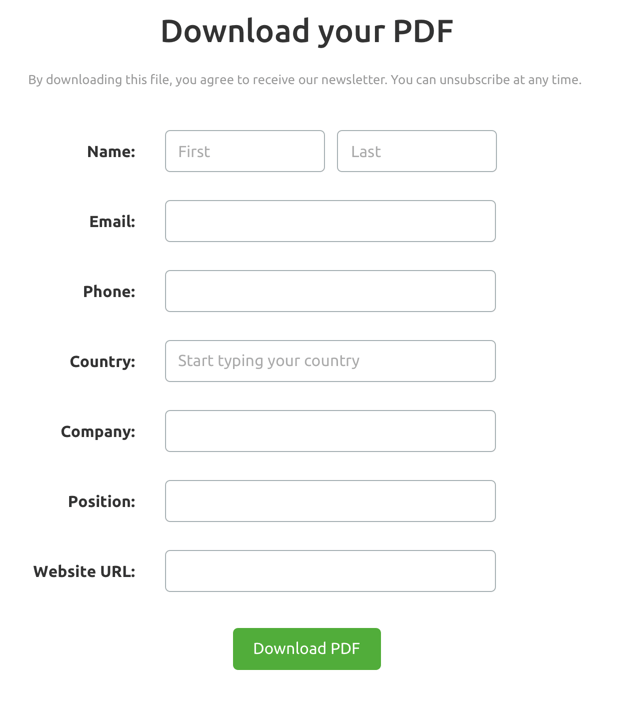 Download your PDF
By downloading this file, you agree to receive our newsletter. You can unsubscribe at any time.
Name: First Last
Email:
Phone:
Country: Start typing your country
Company:
Position:
Website URL:
Download PDF